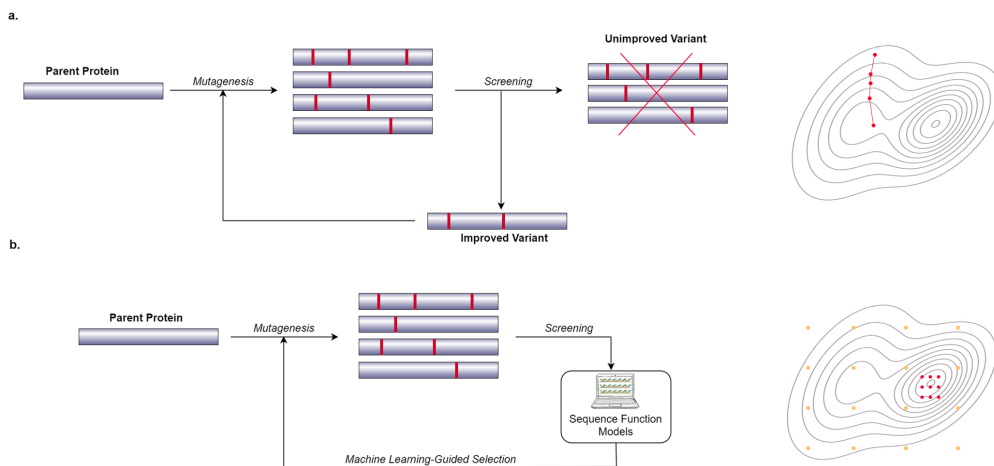 a.
Unimproved Variant
Parent Protein
Mutagenesis
Screening
Improved Variant
b.
Parent Protein
Mutagenesis
Screening
Sequence Function
Models
Machine Learning-Guided Selection